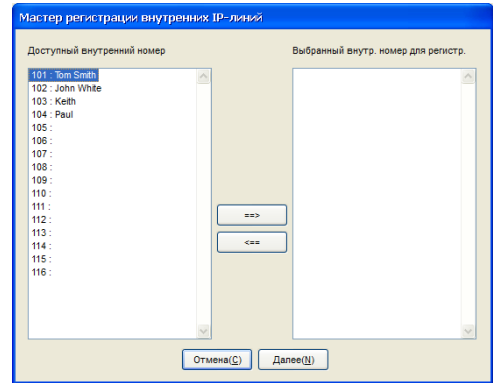 Мастер регистрации внутренних IP-линий
Доступный внутренний номер
Выбранный внутр. номер для регистр.
101 : Tom Smith
102 : John White
103 : Keith
104 : Paul
105 :
106 :
107 :
108 :
109 :
110 :
111 :
112 :
113 :
114 :
115 :
116 :
==>
<==
Отмена(C)
Далее(N)